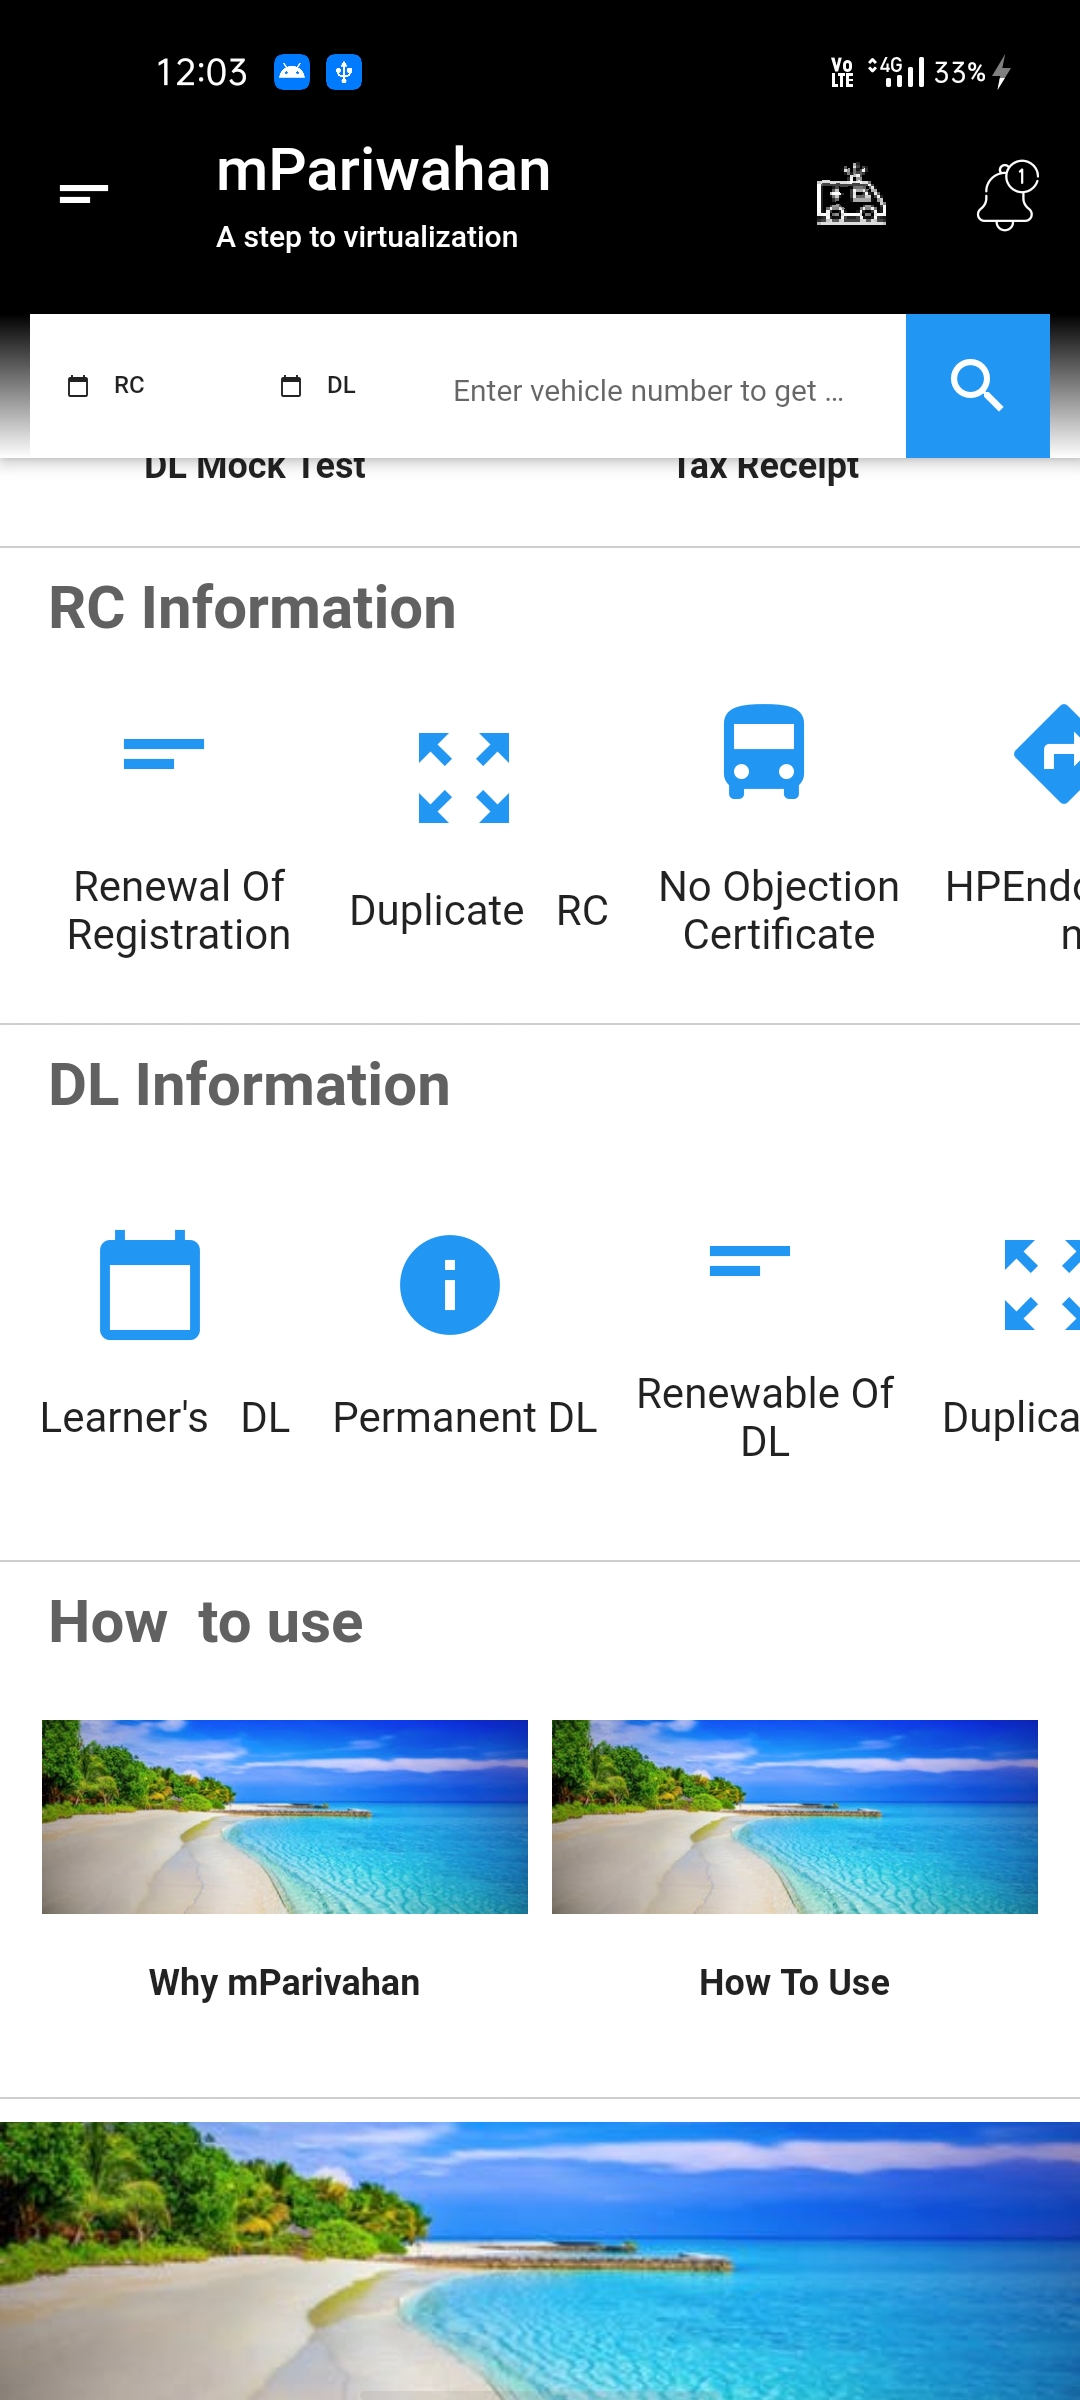 12:03
Vo LTE 4G 33%
mPariwahan
1
A step to virtualization
RC DL Enter vehicle number to get ...
DL Mock Test Tax Receipt
RC Information
Renewal Of
Registration
Duplicate RC
No Objection
Certificate
HPEndo
DL Information
Learner's DL
Permanent DL
Renewable Of
DL
Duplica
How to use
Why mParivahan
How To Use